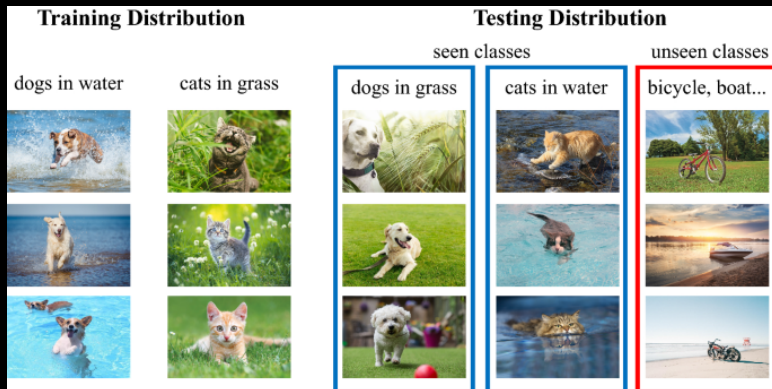 Training Distribution
Testing Distribution
seen classes
unseen classes
dogs in water
cats in grass
dogs in grass
cats in water
bicycle, boat...